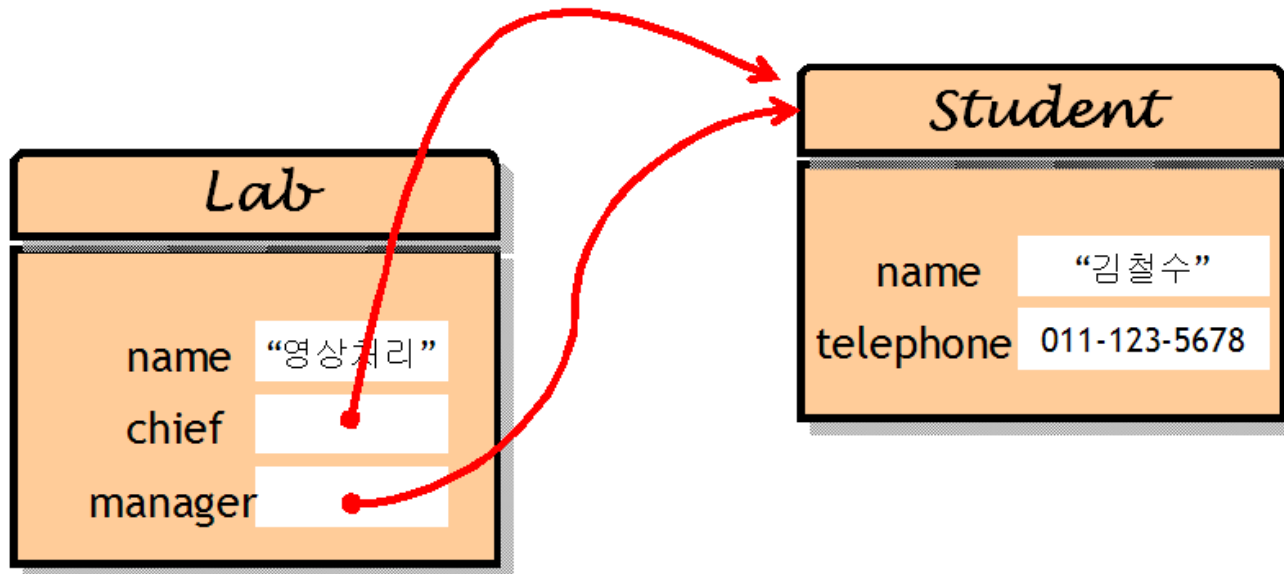 Lab
name “영상처리”
chief
manager
Student
name “김철수”
telephone 011-123-5678